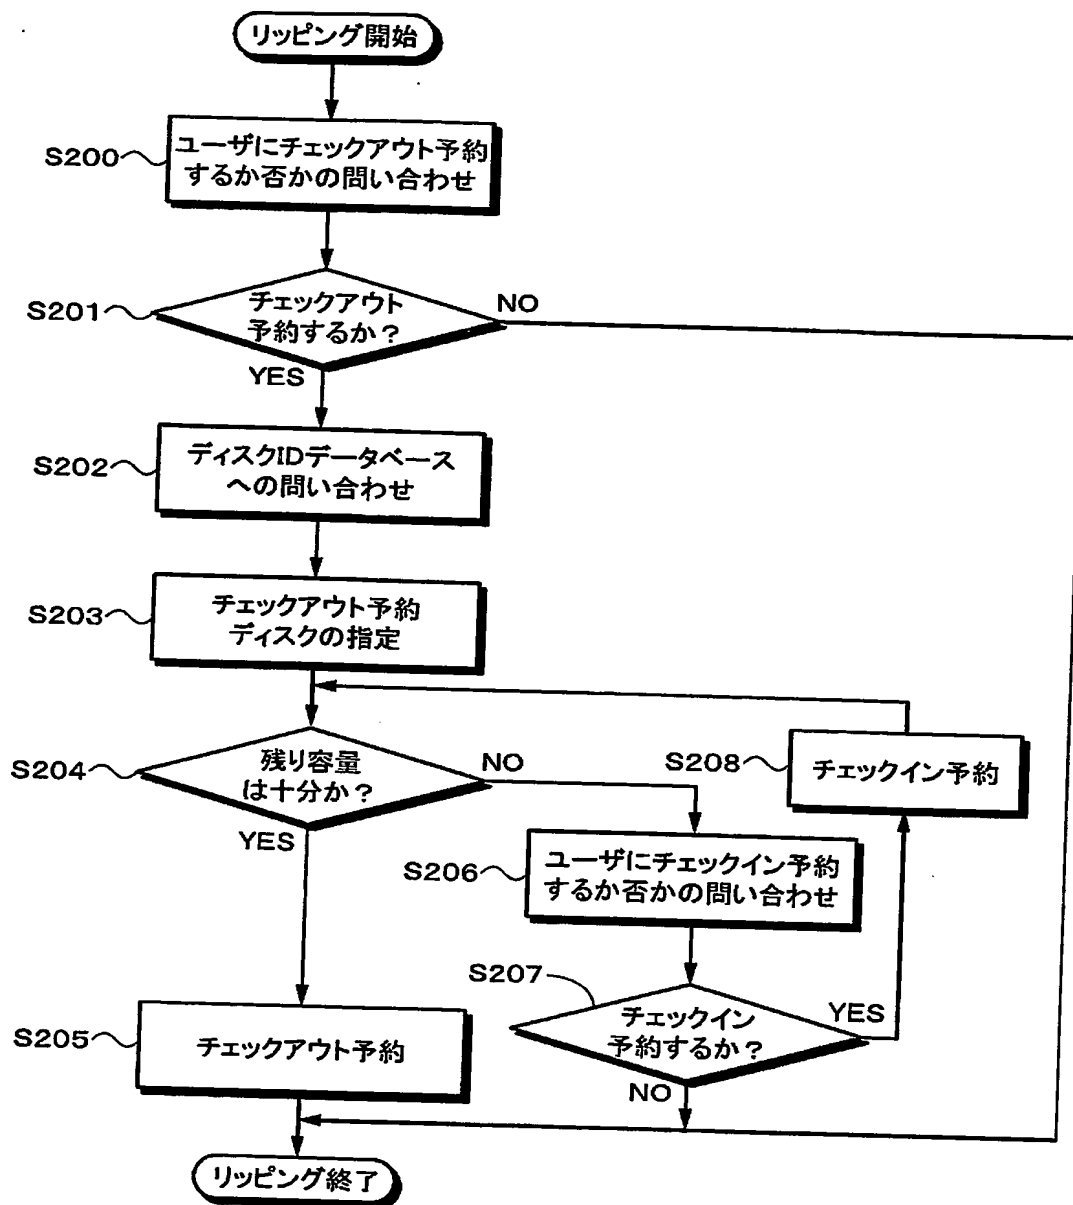 リッピング開始
S200
ユーザにチェックアウト予約
するか否かの問い合わせ
S201
チェックアウト
予約するか？
NO
YES
S202
ディスクIDデータベース
への問い合わせ
S203
チェックアウト予約
ディスクの指定
S204
残り容量
は十分か？
NO
YES
S208
チェックイン予約
S206
ユーザにチェックイン予約
するか否かの問い合わせ
S207
チェックイン
予約するか？
YES
NO
S205
チェックアウト予約
リッピング終了